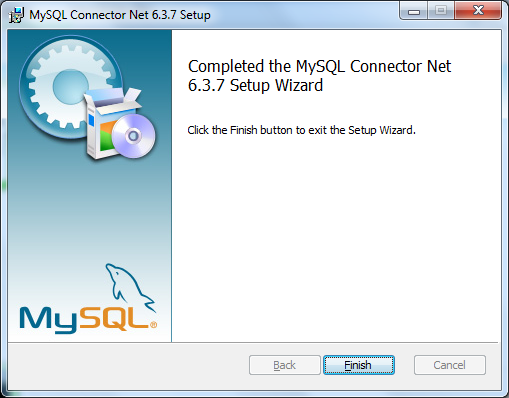 MySQL Connector Net 6.3.7 Setup
Completed the MySQL Connector Net
6.3.7 Setup Wizard
Click the Finish button to exit the Setup Wizard.
MySQL®
Back
Finish
Cancel